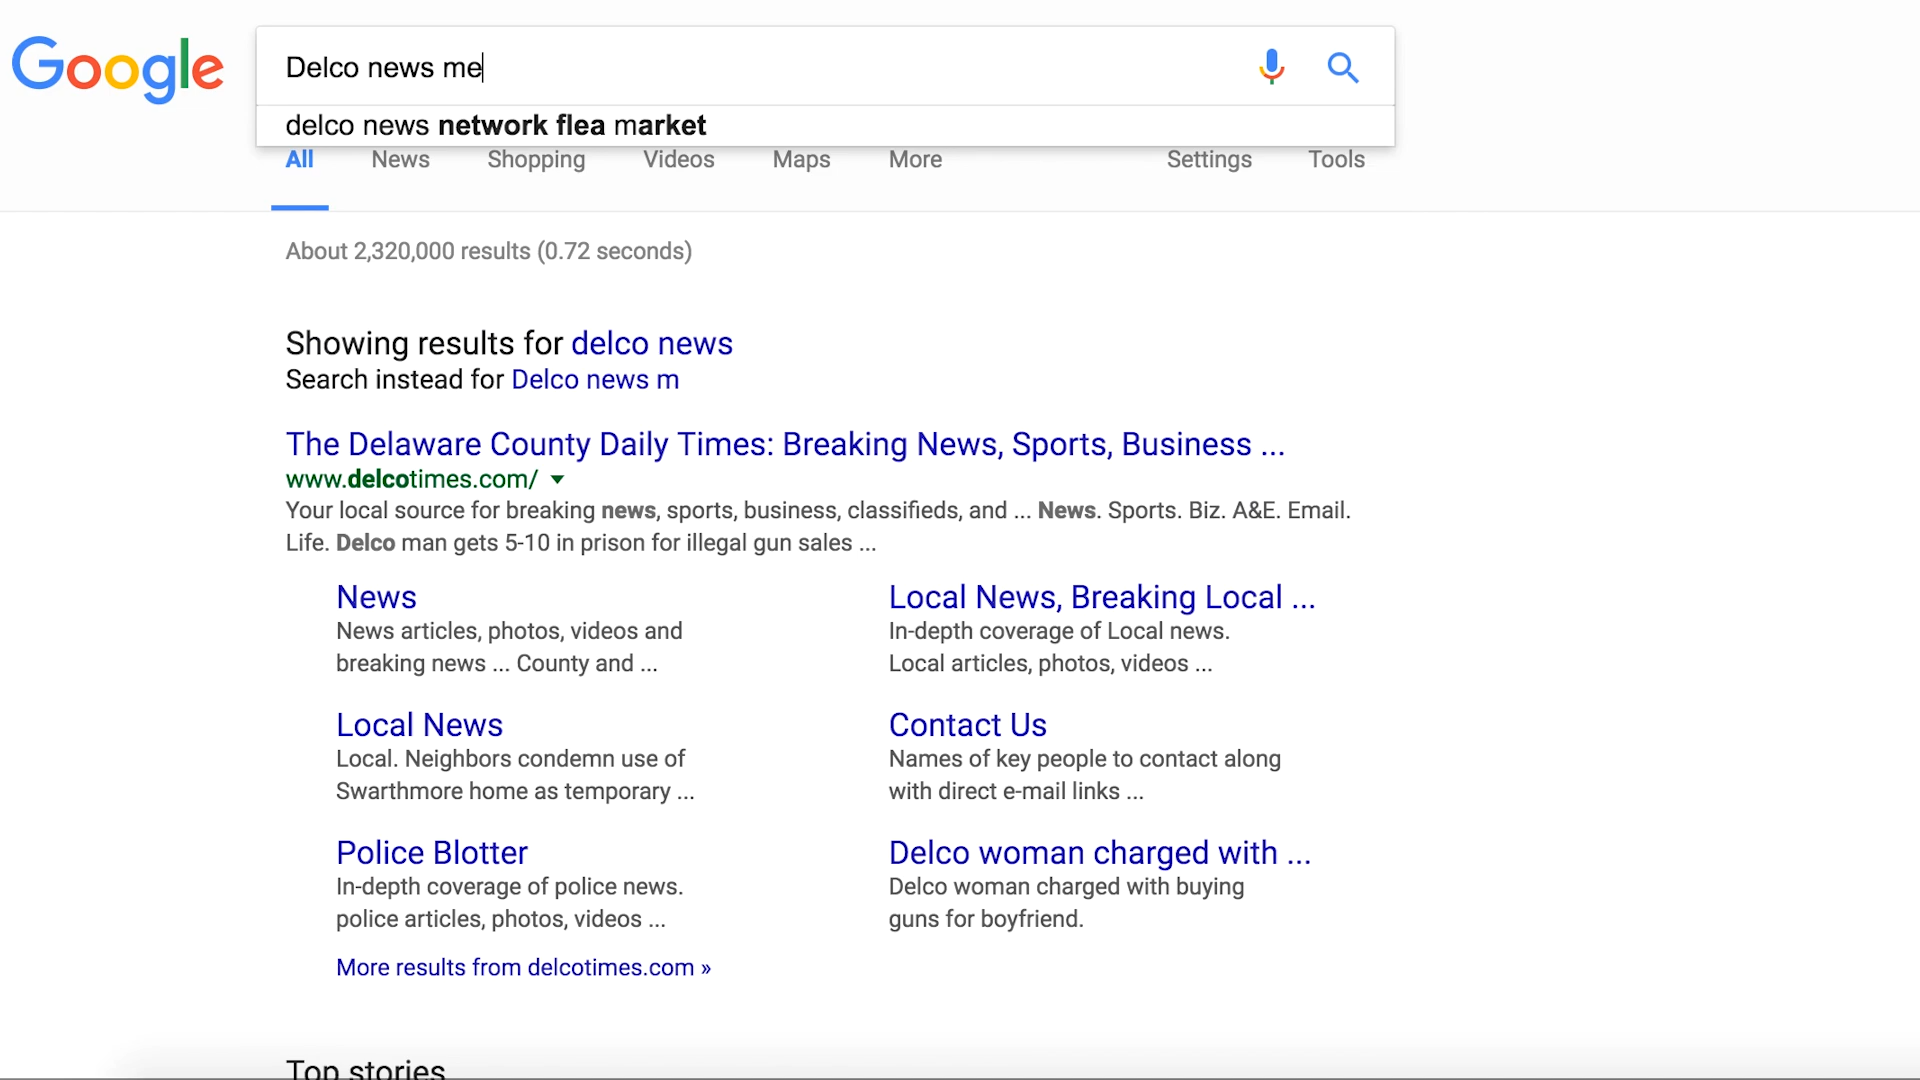 Google
Delco news me
delco news network flea market
All News Shopping Videos Maps More Settings Tools
About 2,320,000 results (0.72 seconds)
Showing results for delco news
Search instead for Delco news m
The Delaware County Daily Times: Breaking News, Sports, Business ...
www.delcotimes.com/
Your local source for breaking news, sports, business, classifieds, and ... News. Sports. Biz. A&E. Email.
Life. Delco man gets 5-10 in prison for illegal gun sales ...
News
News articles, photos, videos and
breaking news ... County and ...
Local News, Breaking Local ...
In-depth coverage of Local news.
Local articles, photos, videos ...
Local News
Local. Neighbors condemn use of
Swarthmore home as temporary ...
Contact Us
Names of key people to contact along
with direct e-mail links ...
Police Blotter
In-depth coverage of police news.
police articles, photos, videos ...
Delco woman charged with ...
Delco woman charged with buying
guns for boyfriend.
More results from delcotimes.com »
Top stories